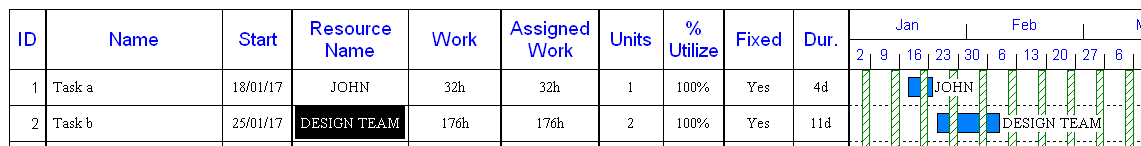 ID Name Start Resource Name Work Assigned Work Units % Utilize Fixed Dur. Jan Feb M
2 9 16 23 30 6 13 20 27 6
1 Task a 18/01/17 JOHN 32h 32h 1 100% Yes 4d JOHN
2 Task b 25/01/17 DESIGN TEAM 176h 176h 2 100% Yes 11d DESIGN TEAM